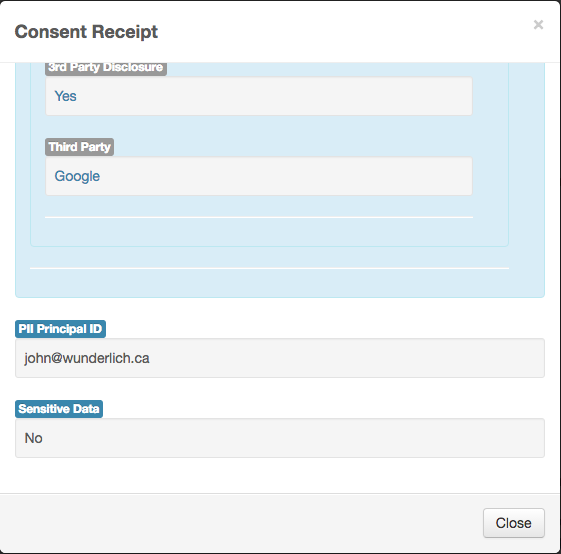 Consent Receipt
×
3rd Party Disclosure
Yes
Third Party
Google
PII Principal ID
john@wunderlich.ca
Sensitive Data
No
Close